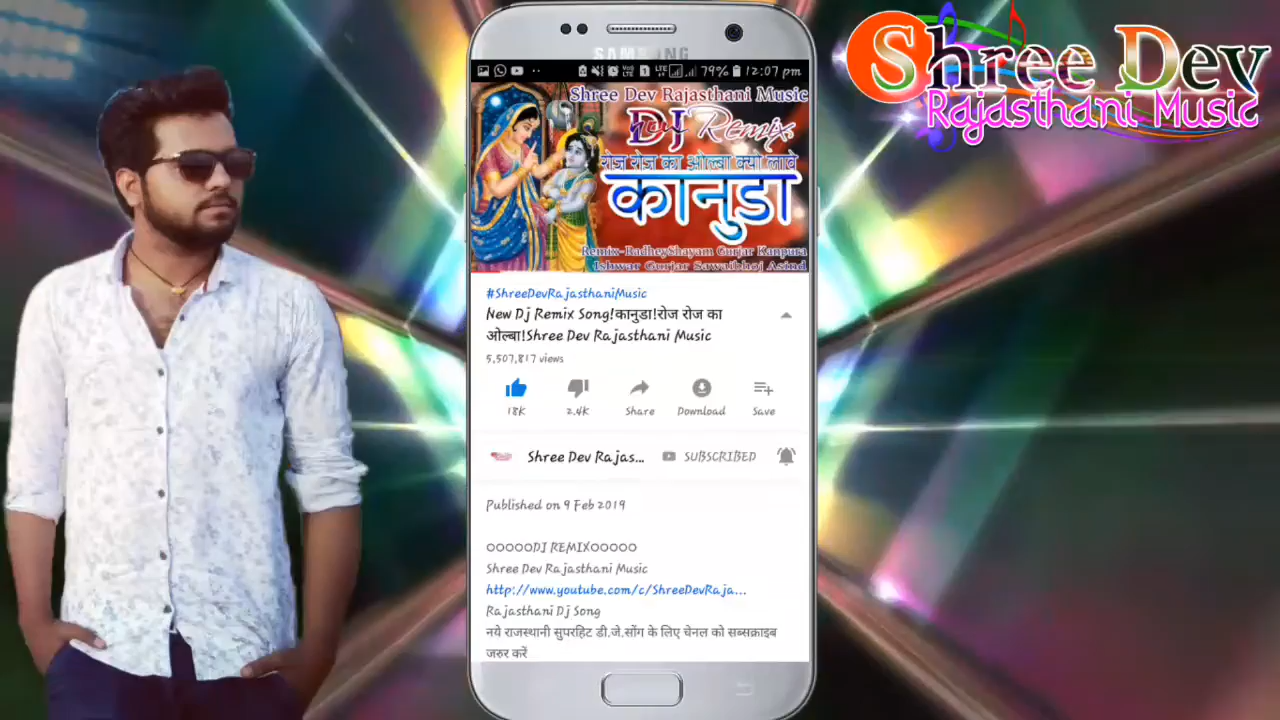 Shree Dev
Rajasthani Music
SAMSUNG
79% 12:07 pm
Shree Dev Rajasthani Music
DJ Remix
new
रोज रोज का ओल्बा क्या लावे
कानुडा
Remix-RadheyShayam Gurjar Kanpura
Ishwar Gurjar Sawaibhoj Asind
#ShreeDevRajasthaniMusic
New Dj Remix Song!कानुडा!रोज रोज का
ओल्बा!Shree Dev Rajasthani Music
5,507,817 views
18K 2.4K Share Download Save
Shree Dev Rajas... SUBSCRIBED
Published on 9 Feb 2019
○○○○○DJ REMIX○○○○○
Shree Dev Rajasthani Music
http://www.youtube.com/c/ShreeDevRaja...
Rajasthani Dj Song
नये राजस्थानी सुपरहिट डी.जे.सोंग के लिए चेनल को सब्सक्राइब
जरुर करें